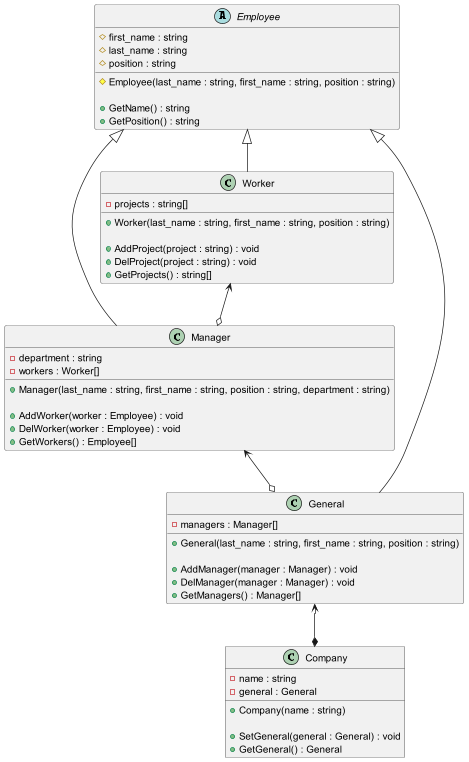 A Employee
first_name : string
last_name : string
position : string
Employee(last_name : string, first_name : string, position : string)
GetName() : string
GetPosition() : string
C Worker
projects : string[]
Worker(last_name : string, first_name : string, position : string)
AddProject(project : string) : void
DelProject(project : string) : void
GetProjects() : string[]
C Manager
department : string
workers : Worker[]
Manager(last_name : string, first_name : string, position : string, department : string)
AddWorker(worker : Employee) : void
DelWorker(worker : Employee) : void
GetWorkers() : Employee[]
C General
managers : Manager[]
General(last_name : string, first_name : string, position : string)
AddManager(manager : Manager) : void
DelManager(manager : Manager) : void
GetManagers() : Manager[]
C Company
name : string
general : General
Company(name : string)
SetGeneral(general : General) : void
GetGeneral() : General